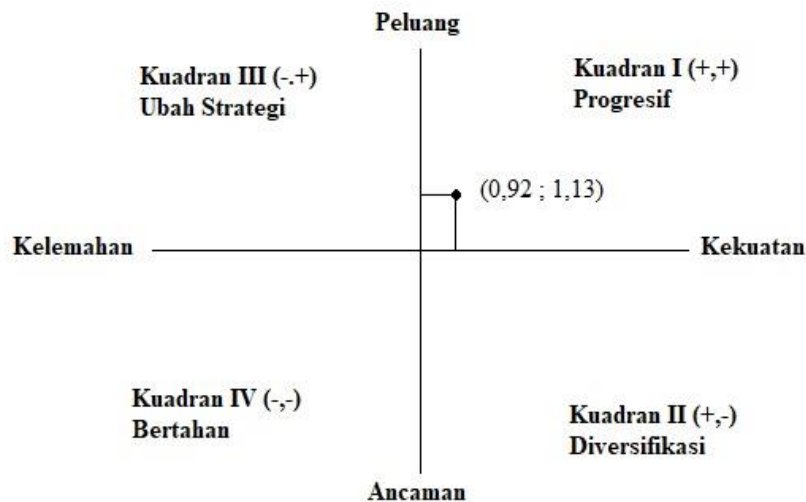 Peluang
Kuadran III (-.+)
Ubah Strategi
Kuadran I (+,+)
Progresif
(0,92 ; 1,13)
Kelemahan
Kekuatan
Kuadran IV (-,-)
Bertahan
Kuadran II (+,-)
Diversifikasi
Ancaman